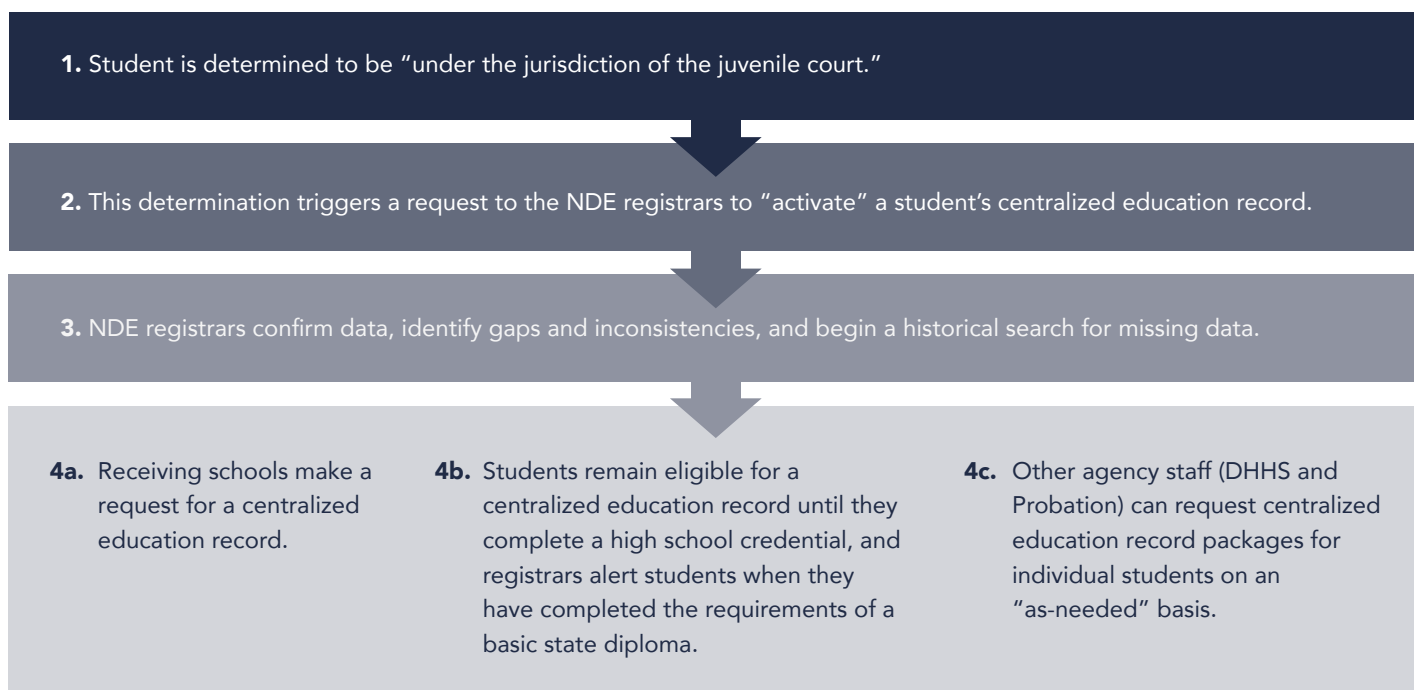 1. Student is determined to be “under the jurisdiction of the juvenile court.”
2. This determination triggers a request to the NDE registrars to “activate” a student’s centralized education record.
3. NDE registrars confirm data, identify gaps and inconsistencies, and begin a historical search for missing data.
4a. Receiving schools make a
request for a centralized
education record.
4b. Students remain eligible for a
centralized education record until they
complete a high school credential, and
registrars alert students when they
have completed the requirements of a
basic state diploma.
4c. Other agency staff (DHHS and
Probation) can request centralized
education record packages for
individual students on an
“as-needed” basis.